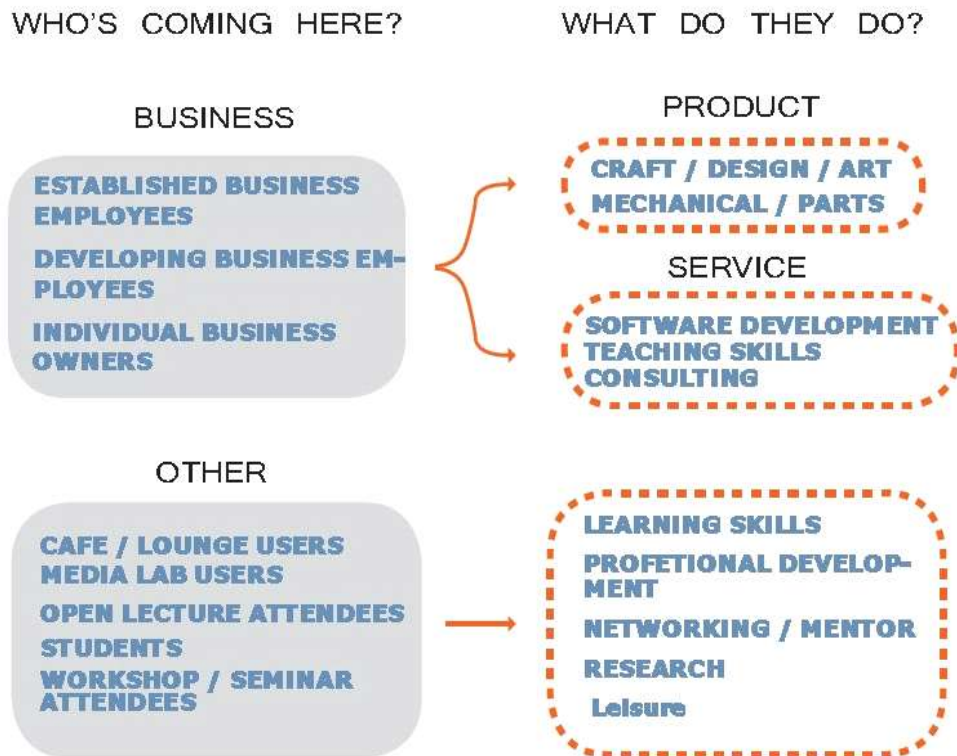 WHO'S COMING HERE?
WHAT DO THEY DO?
BUSINESS
ESTABLISHED BUSINESS
EMPLOYEES
DEVELOPING BUSINESS EM-
PLOYEES
INDIVIDUAL BUSINESS
OWNERS
PRODUCT
CRAFT / DESIGN / ART
MECHANICAL / PARTS
SERVICE
SOFTWARE DEVELOPMENT
TEACHING SKILLS
CONSULTING
OTHER
CAFE / LOUNGE USERS
MEDIA LAB USERS
OPEN LECTURE ATTENDEES
STUDENTS
WORKSHOP / SEMINAR
ATTENDEES
LEARNING SKILLS
PROFETIONAL DEVELOP-
MENT
NETWORKING / MENTOR
RESEARCH
Leisure